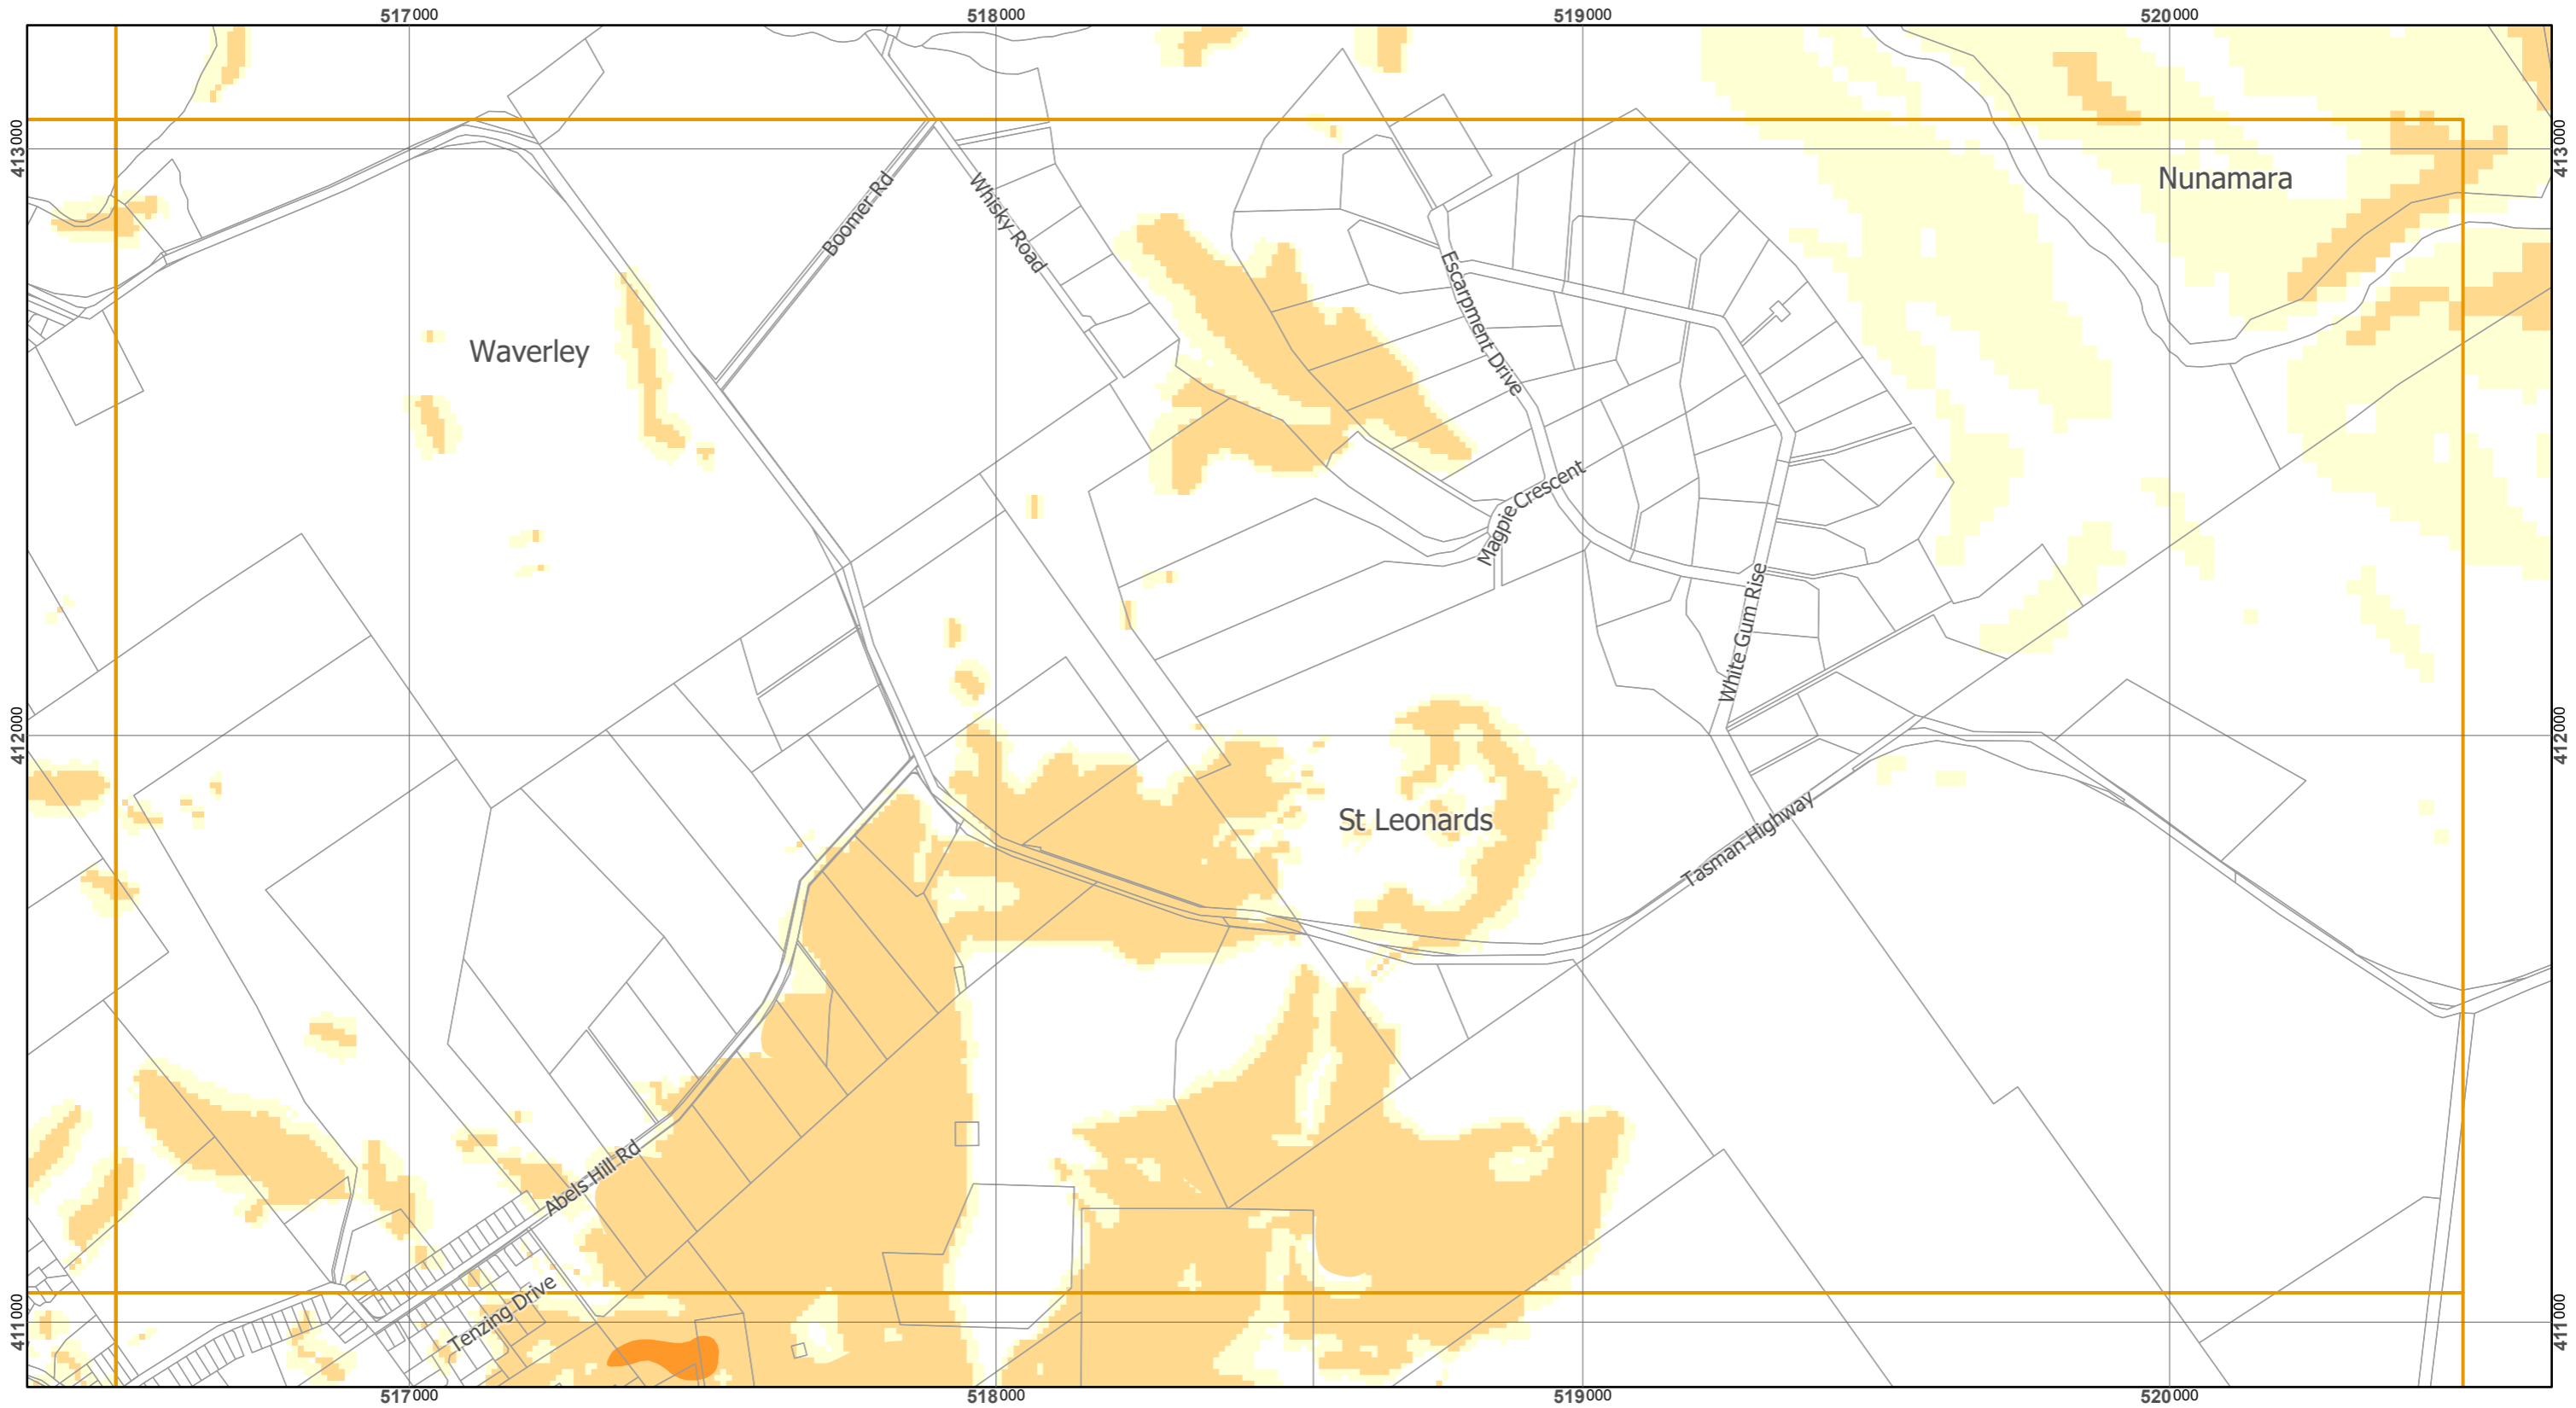 517000 518000 519000 520000
413000 413000
Nunamara
Boomer Rd
Whisky Road
Escarpment Drive
Waverley
Magpie Crescent
White Gum Rise
412000 412000
St Leonards
Tasman Highway
Abels Hill Rd
Tenzing Drive
411000 411000
517000 518000 519000 520000